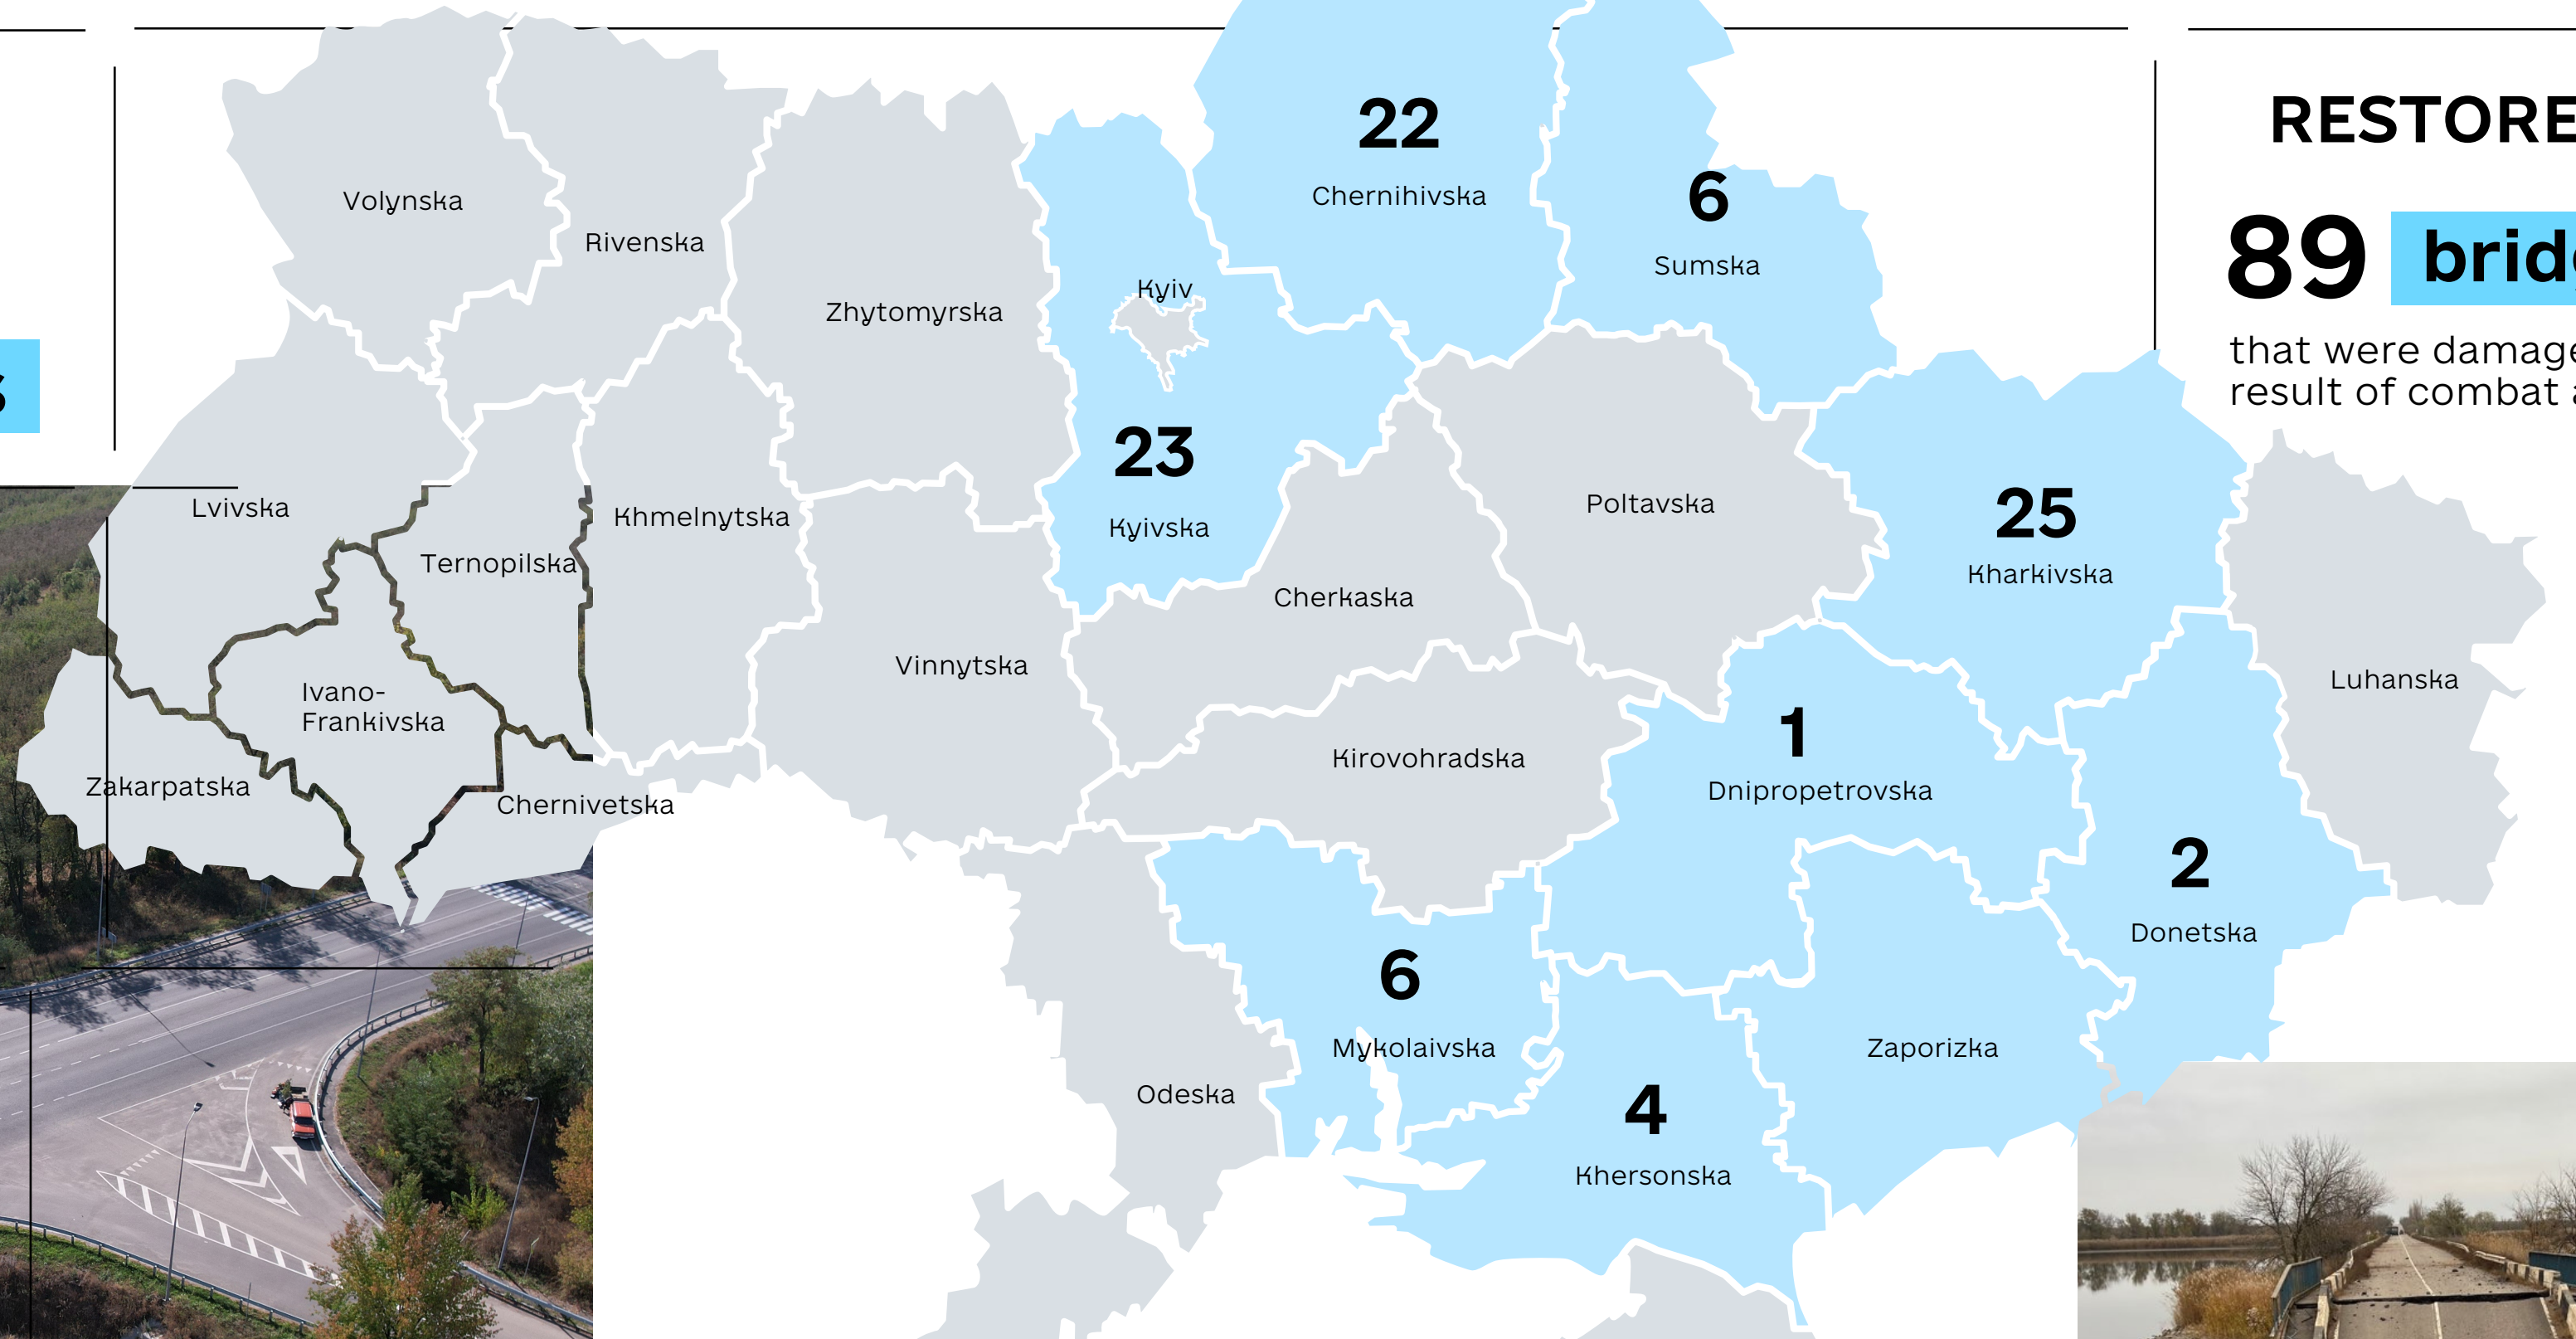 22
Chernihivska
6
Sumska
RESTORE
89
that were
result of combat
Volynska
Rivenska
Zhytomyrska
Kyiv
23
Kyivska
Lvivska
Khmelnytska
Ternopilska
Poltavska
25
Kharkivska
Cherkaska
Vinnytska
Ivano-
Frankivska
Luhanska
1
Dnipropetrovska
Kirovohradska
Zakarpatska
Chernivetska
2
Donetska
6
Mykolaivska
Zaporizka
Odeska
4
Khersonska